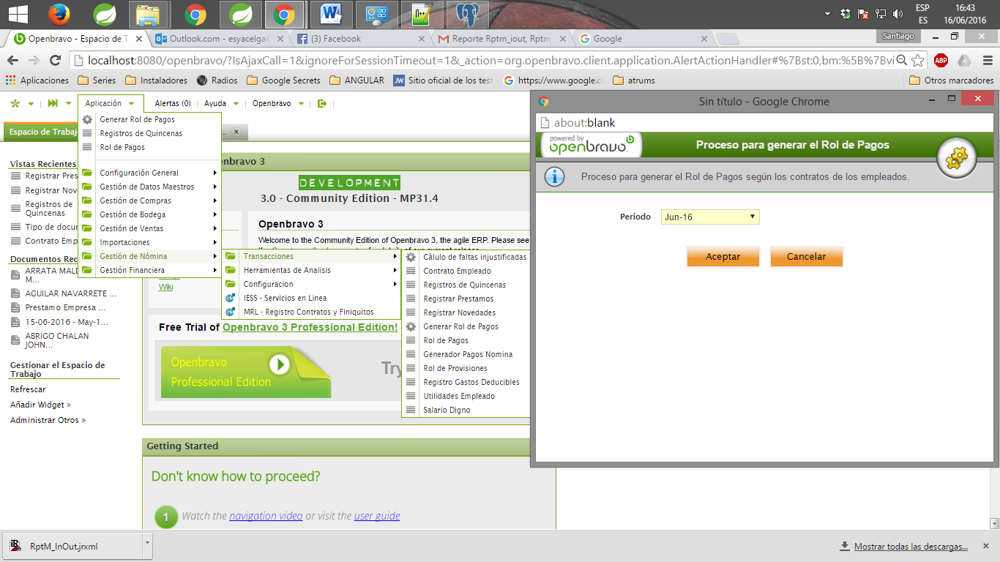 ESP
ES
16:43
16/06/2016
Openbravo - Espacio de T
Outlook.com - esyacelga@
(3) Facebook
Reporte Rptm_iout, Rptm_
Google
Santiago
localhost:8080/openbravo/?IsAjaxCall=1&ignoreForSessionTimeout=1&_action=org.openbravo.client.application.AlertActionHandler#%7Bst:0,bm:%5B%7Bvi
ABP
Aplicaciones
Series
Instaladores
Radios
Google Secrets
ANGULAR
JW
Sitio oficial de los test
https://www.google.c
atrums
Otros marcadores
Aplicación
Alertas (0)
Ayuda
Openbravo
Espacio de Trabajo
Generar Rol de Pagos
Registros de Quincenas
Rol de Pagos
Configuración General
Gestión de Datos Maestros
Gestión de Compras
Gestión de Bodega
Gestión de Ventas
Importaciones
Gestión de Nómina
Gestión Financiera
Transacciones
Herramientas de Analisis
Configuracion
IESS - Servicios en Linea
MRL - Registro Contratos y Finiquitos
Cálulo de faltas injustificadas
Contrato Empleado
Registros de Quincenas
Registrar Prestamos
Registrar Novedades
Generar Rol de Pagos
Rol de Pagos
Generador Pagos Nomina
Rol de Provisiones
Registro Gastos Deducibles
Utilidades Empleado
Salario Digno
Vistas Recientes
Registrar Pres
Registrar Nov
Registros de
Quincenas
Tipo de docu
Contrato Emp
Documentos Rec
ARRATA MALD
M...
AGUILAR NAVARRETE ...
Prestamo Empresa ...
15-06-2016 - May-1...
ABRIGO CHALAN
JOHN...
Gestionar el Espacio de
Trabajo
Refrescar
Añadir Widget »
Administrar Otros »
nbravo 3
DEVELOPMENT
3.0 - Community Edition - MP31.4
Openbravo 3
Welcome to the Community Edition of Openbravo 3, the agile ERP. Please see
Wiki
Free Trial of Openbravo 3 Professional Edition!
Openbravo
Professional Edition
Try
Getting Started
Don't know how to proceed?
1
Watch the navigation video or visit the user guide
Sin título - Google Chrome
about:blank
powered by
openbravo
Proceso para generar el Rol de Pagos
Proceso para generar el Rol de Pagos según los contratos de los empleados.
Periodo
Jun-16
Aceptar
Cancelar
RptM_InOut.jrxml
Mostrar todas las descargas...